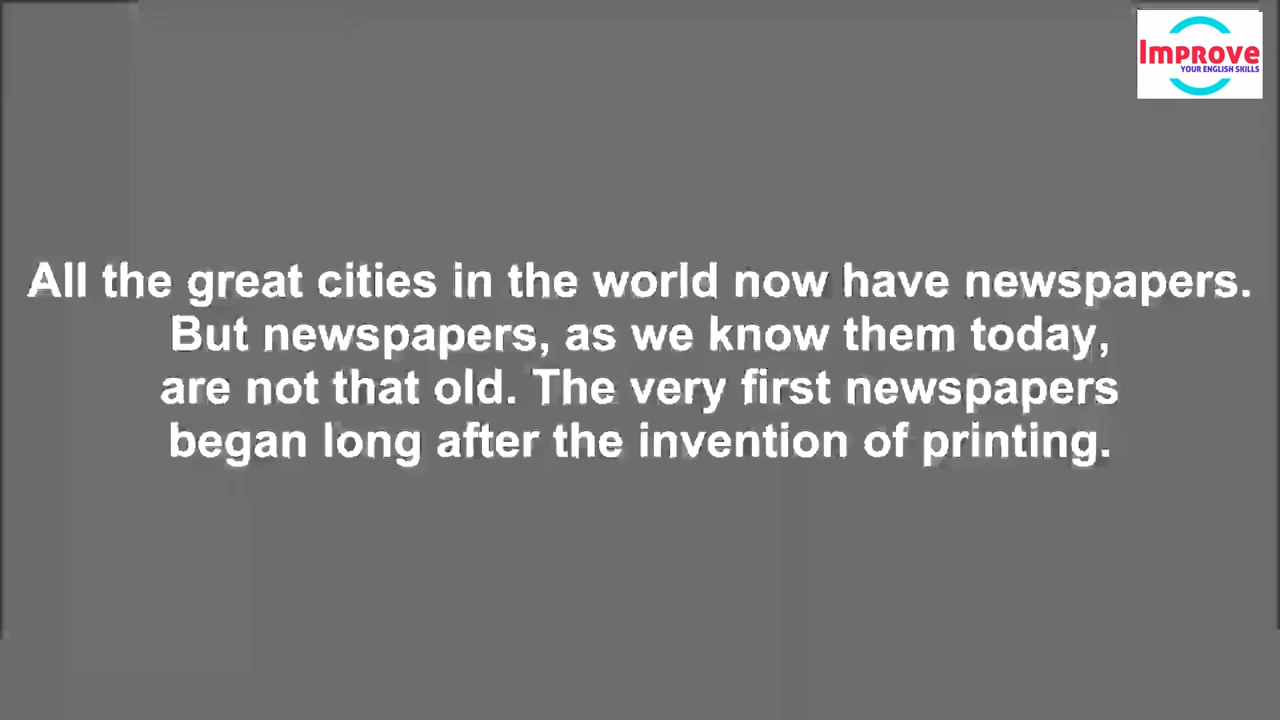 Improve
YOUR ENGLISH SKILLS
All the great cities in the world now have newspapers.
But newspapers, as we know them today,
are not that old. The very first newspapers
began long after the invention of printing.